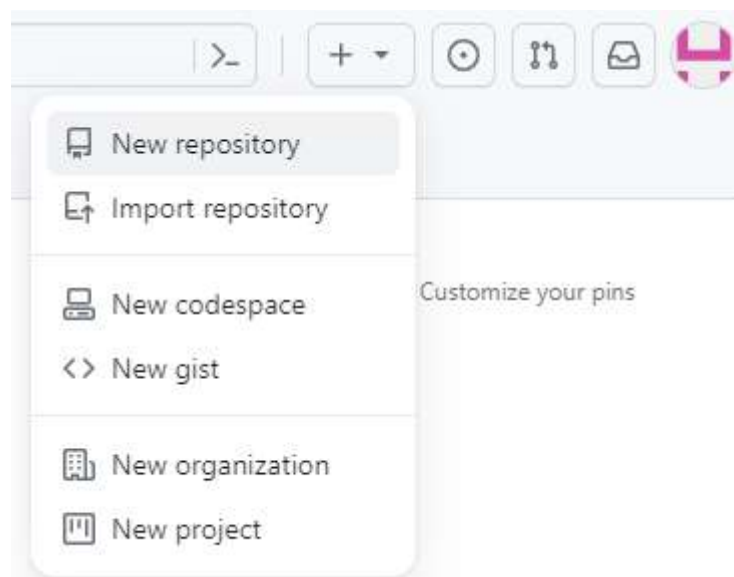 New repository
Import repository
New codespace
Customize your pins
New gist
New organization
New project